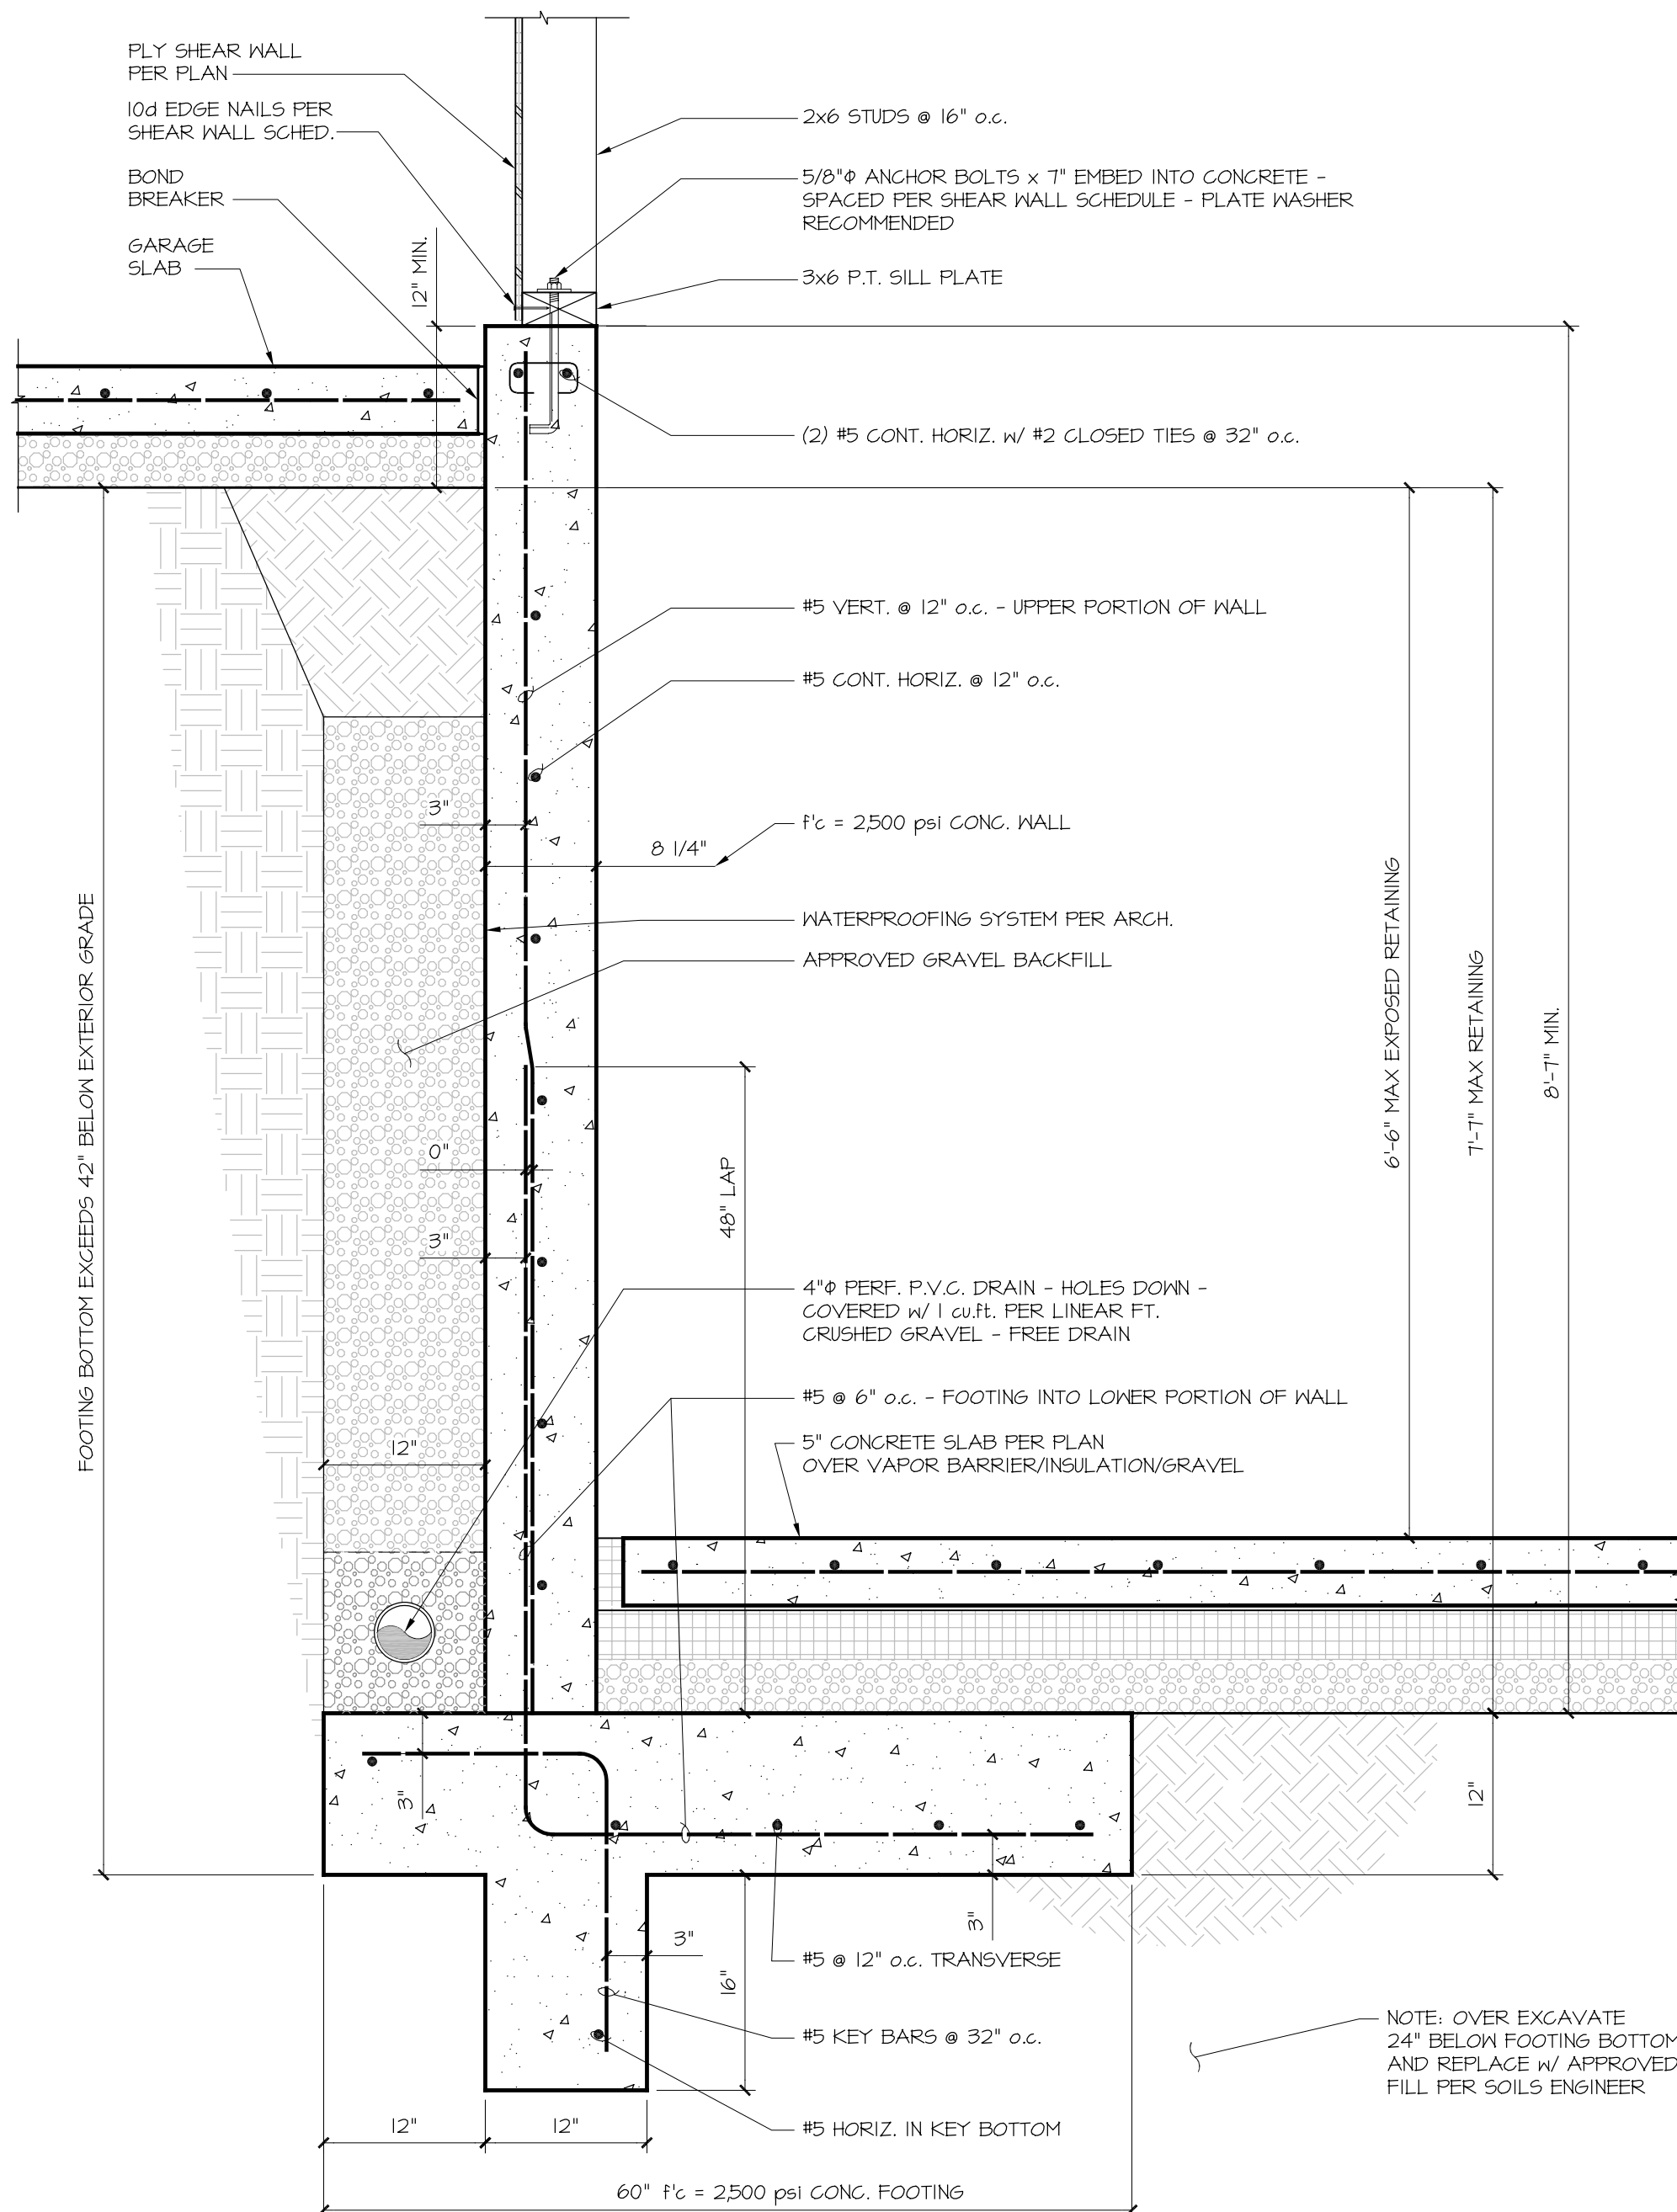 PLY SHEAR WALL
PER PLAN
10d EDGE NAILS PER
SHEAR WALL SCHED.
BOND
BREAKER
GARAGE
SLAB
12" MIN.
2x6 STUDS @ 16" o.c.
5/8"Φ ANCHOR BOLTS x 7" EMBED INTO CONCRETE -
SPACED PER SHEAR WALL SCHEDULE - PLATE WASHER
RECOMMENDED
3x6 P.T. SILL PLATE
(2) #5 CONT. HORIZ. w/ #2 CLOSED TIES @ 32" o.c.
#5 VERT. @ 12" o.c. - UPPER PORTION OF WALL
#5 CONT. HORIZ. @ 12" o.c.
3"
f'c = 2,500 psi CONC. WALL
8 1/4"
WATERPROOFING SYSTEM PER ARCH.
APPROVED GRAVEL BACKFILL
FOOTING BOTTOM EXCEEDS 42" BELOW EXTERIOR GRADE
6'-6" MAX EXPOSED RETAINING
7'-7" MAX RETAINING
8'-7" MIN.
0"
48" LAP
3"
4"Φ PERF. P.V.C. DRAIN - HOLES DOWN -
COVERED w/ 1 cu.ft. PER LINEAR FT.
CRUSHED GRAVEL - FREE DRAIN
#5 @ 6" o.c. - FOOTING INTO LOWER PORTION OF WALL
12"
5" CONCRETE SLAB PER PLAN
OVER VAPOR BARRIER/INSULATION/GRAVEL
3"
12"
3"
3"
16"
#5 @ 12" o.c. TRANSVERSE
#5 KEY BARS @ 32" o.c.
#5 HORIZ. IN KEY BOTTOM
NOTE: OVER EXCAVATE
24" BELOW FOOTING BOTTOM
AND REPLACE w/ APPROVED
FILL PER SOILS ENGINEER
12"
12"
60" f'c = 2,500 psi CONC. FOOTING